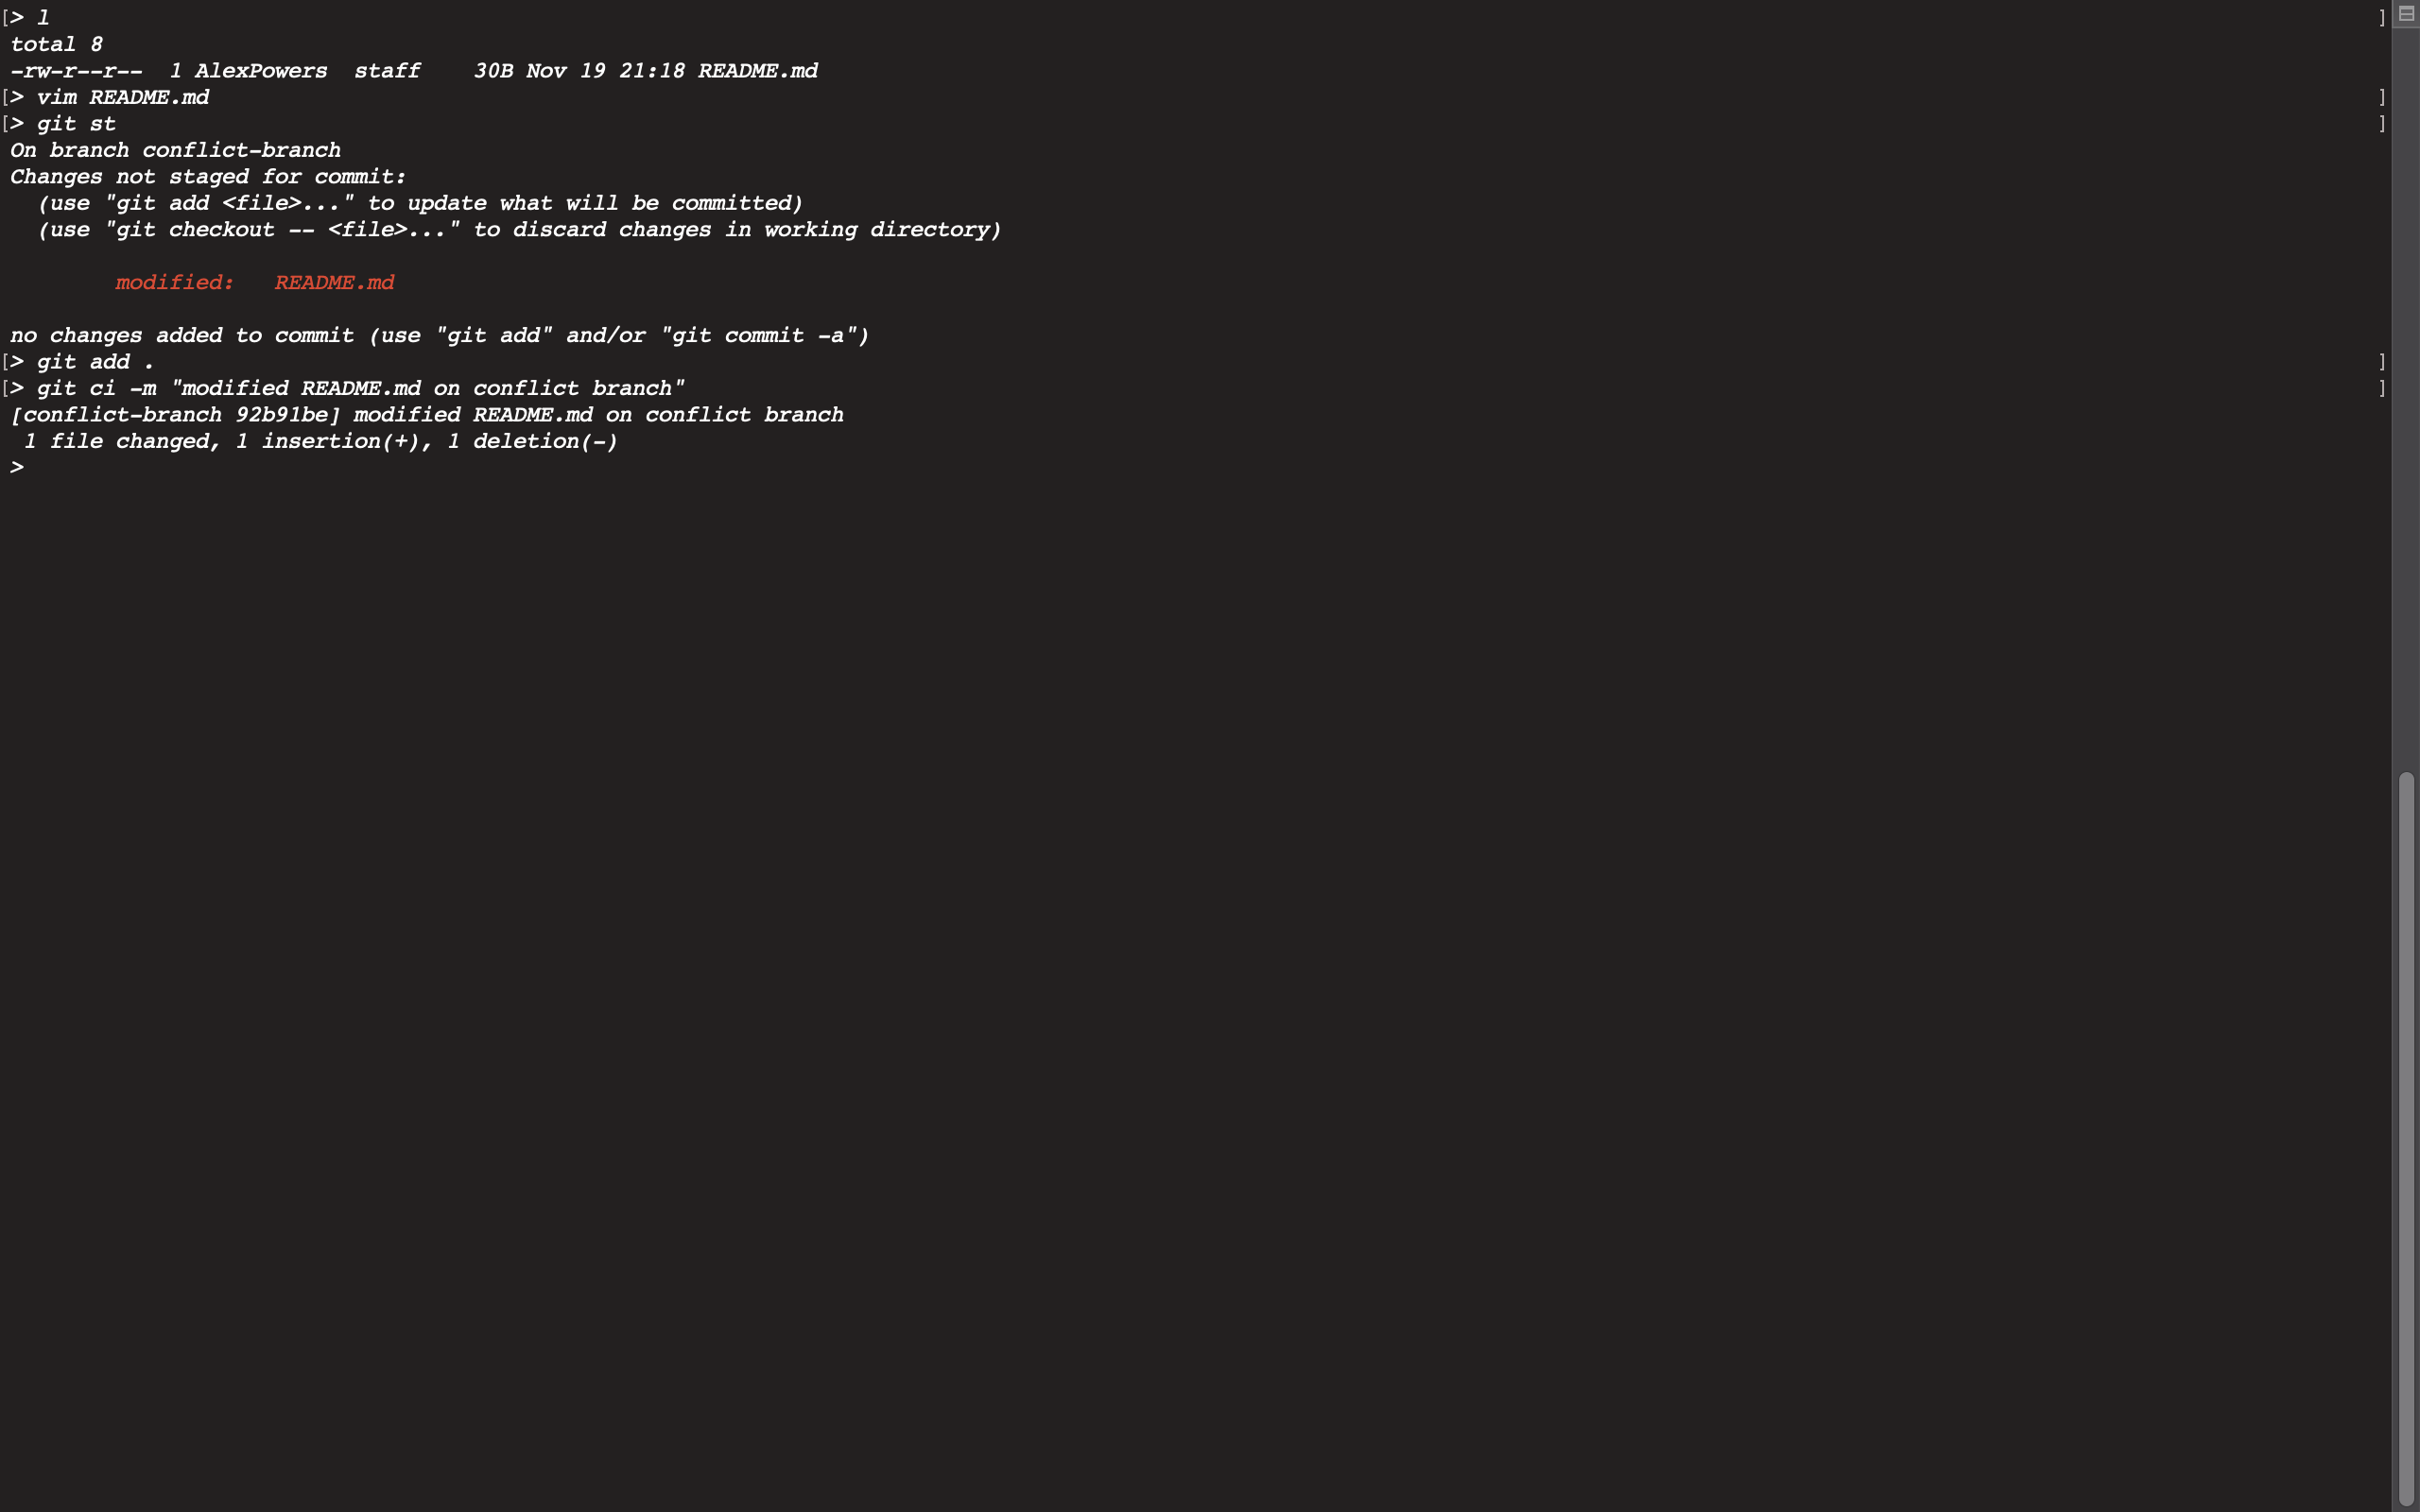 [> l ]
total 8
-rw-r--r--  1 AlexPowers  staff    30B Nov 19 21:18 README.md
[> vim README.md ]
[> git st ]
On branch conflict-branch
Changes not staged for commit:
  (use "git add <file>..." to update what will be committed)
  (use "git checkout -- <file>..." to discard changes in working directory)
        modified:   README.md
no changes added to commit (use "git add" and/or "git commit -a")
[> git add . ]
[> git ci -m "modified README.md on conflict branch" ]
[conflict-branch 92b91be] modified README.md on conflict branch
 1 file changed, 1 insertion(+), 1 deletion(-)
>